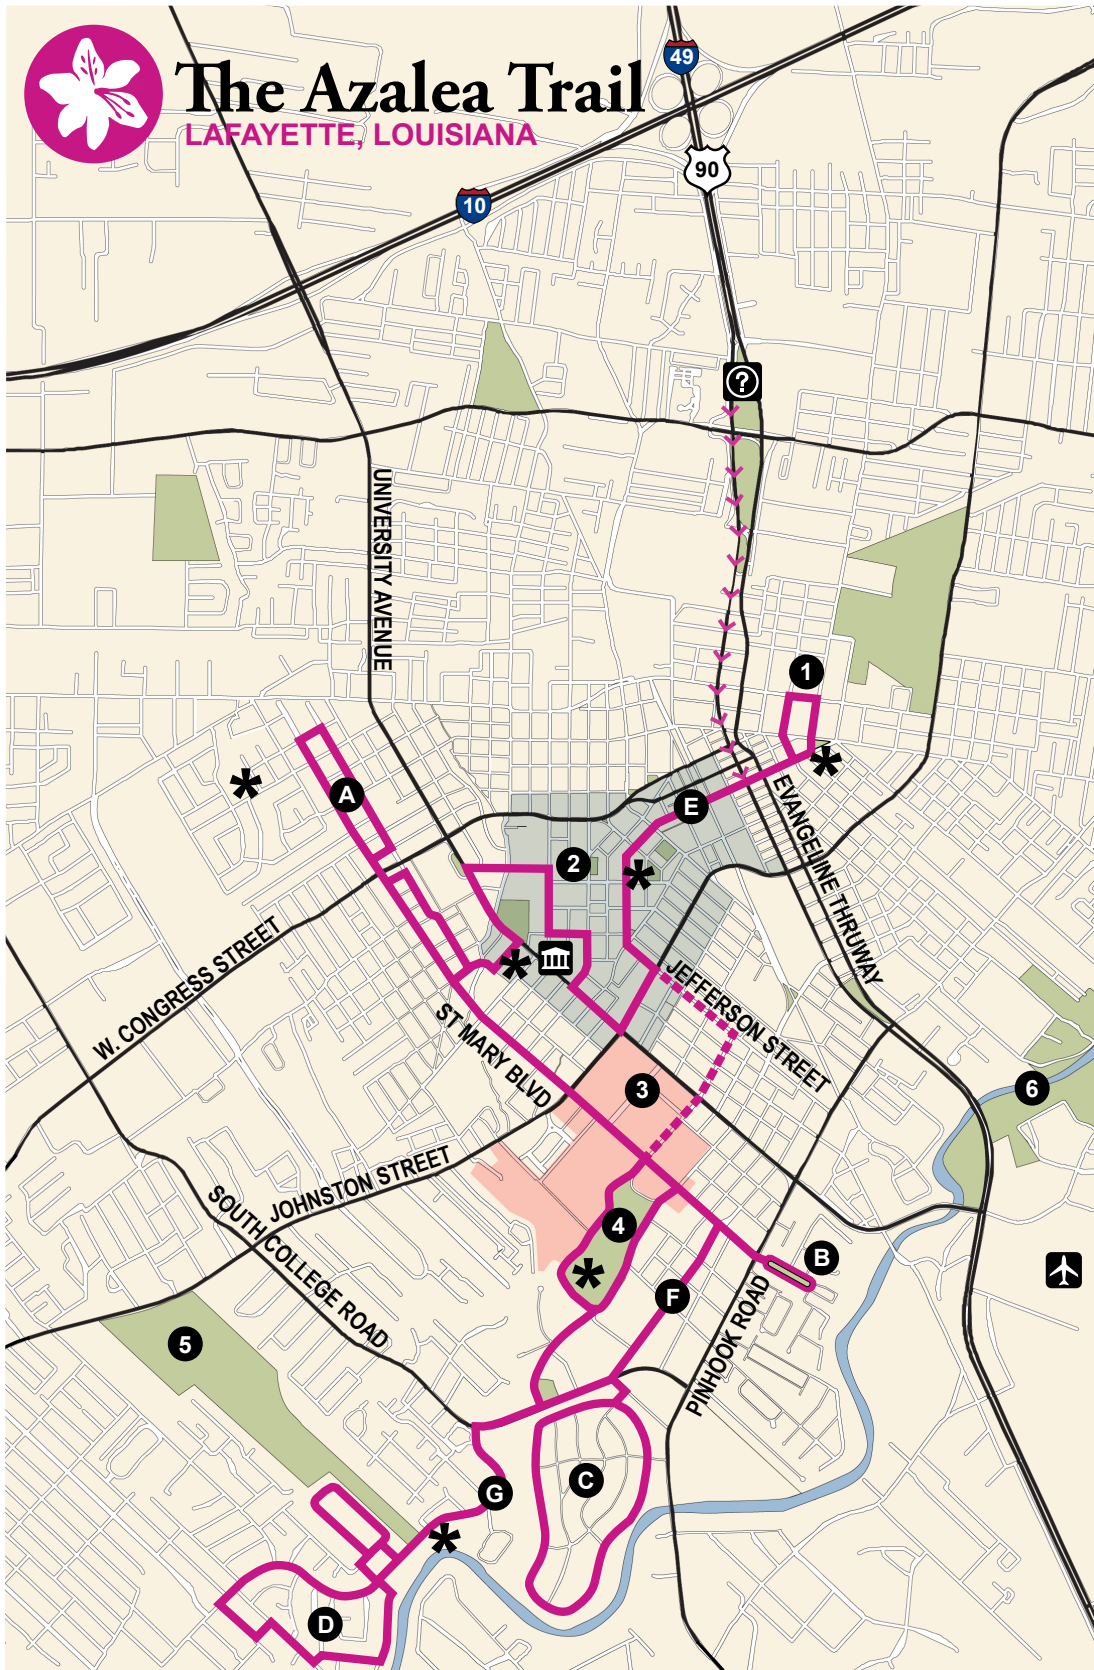 The Azalea Trail
LAFAYETTE, LOUISIANA
49
90
10
?
UNIVERSITY AVENUE
1
*
*
A
E
EVANGELINE THRUWAY
2
*
W. CONGRESS STREET
*
JEFFERSON STREET
ST MARY BLVD
3
6
JOHNSTON STREET
SOUTH COLLEGE ROAD
4
*
B
F
PINHOOK ROAD
5
C
G
*
D